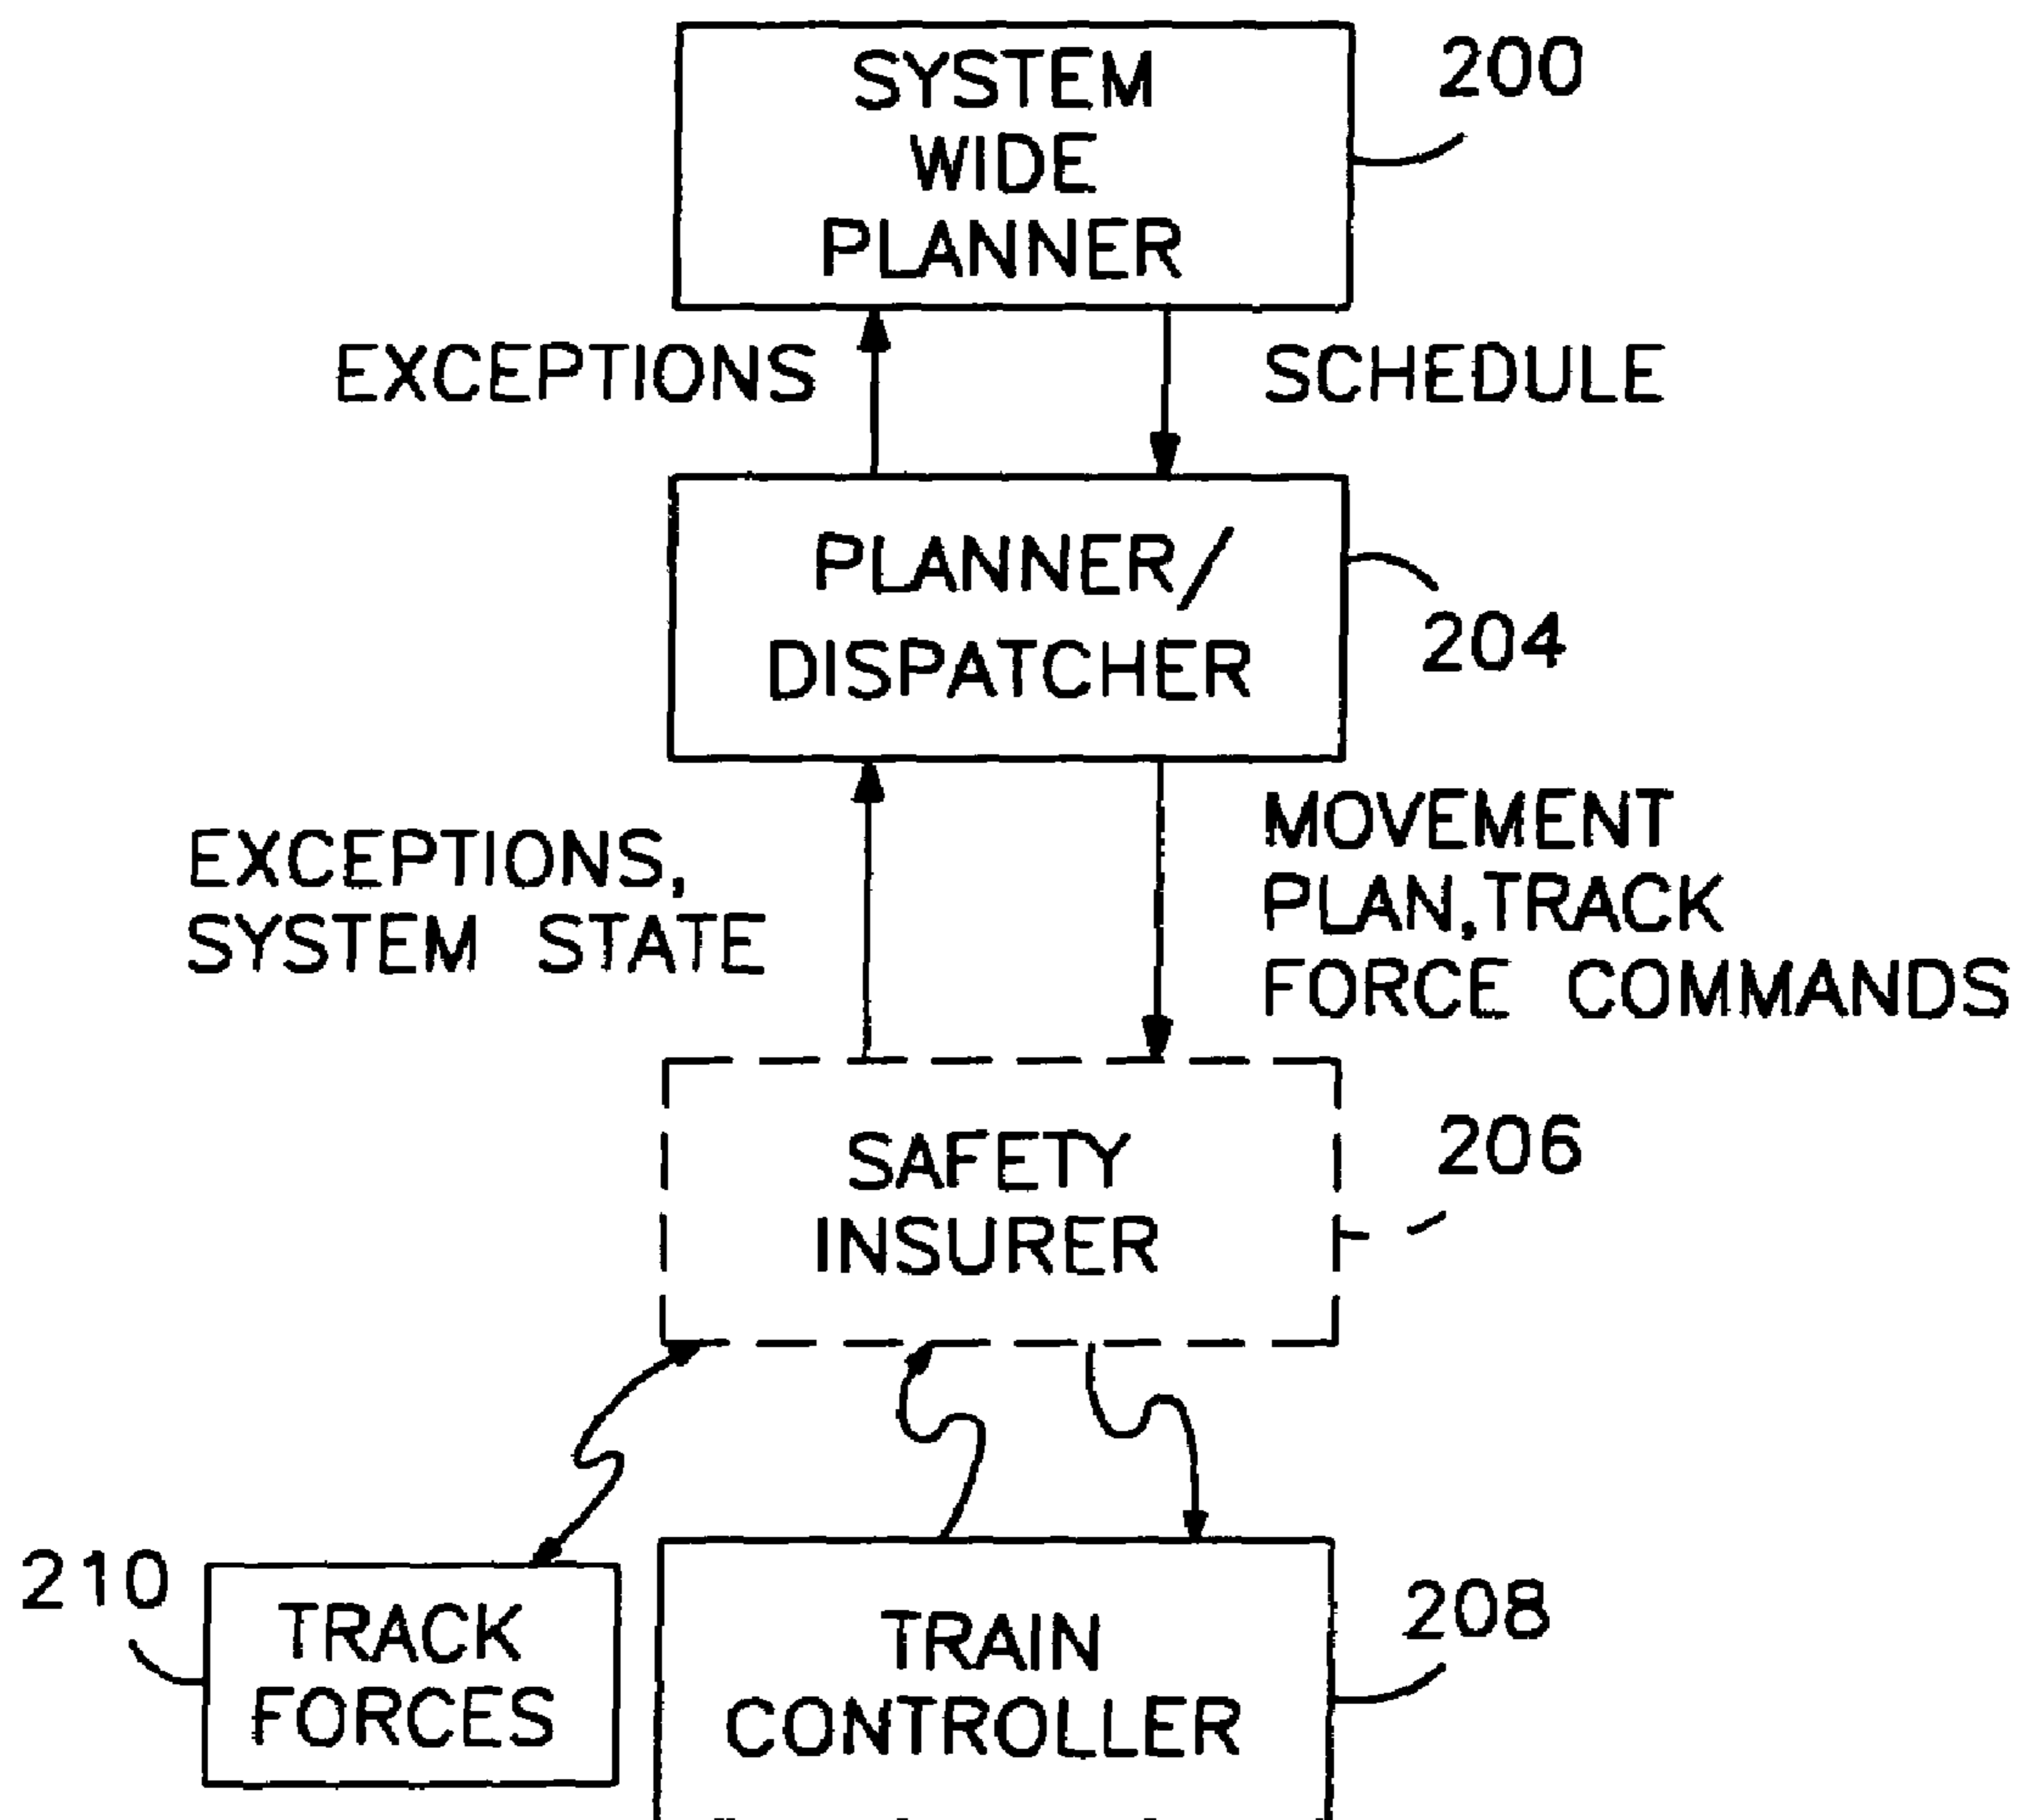 SYSTEM
WIDE
PLANNER
200
EXCEPTIONS
SCHEDULE
PLANNER/
DISPATCHER
204
EXCEPTIONS,
SYSTEM STATE
MOVEMENT
PLAN,TRACK
FORCE COMMANDS
SAFETY
INSURER
206
210
TRACK
FORCES
TRAIN
CONTROLLER
208